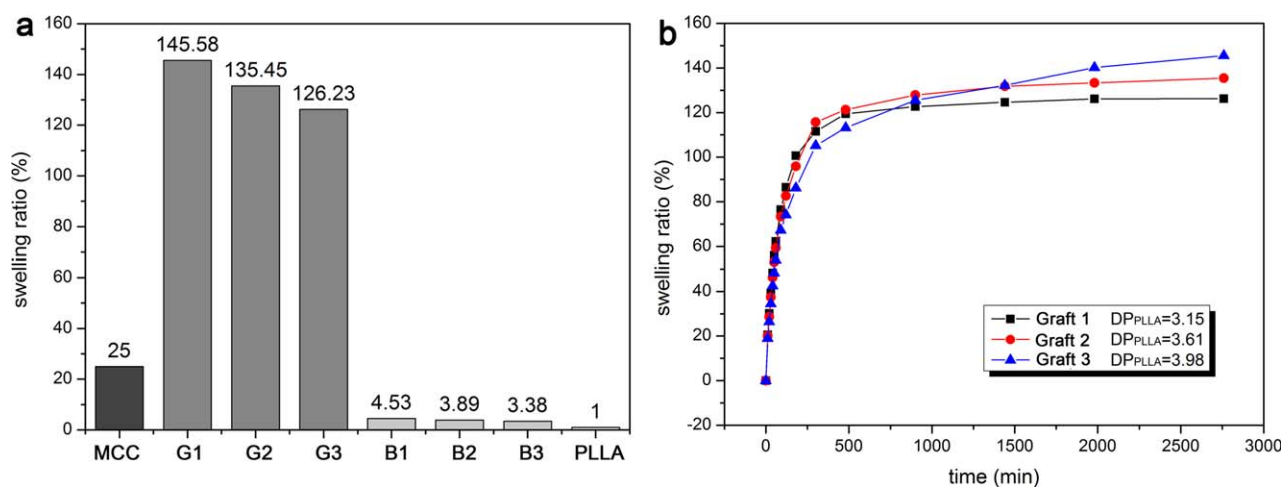 a
swelling ratio (%)
160
140
120
100
80
60
40
20
0
145.58
135.45
126.23
25
4.53
3.89
3.38
1
MCC G1 G2 G3 B1 B2 B3 PLLA
b
swelling ratio (%)
160
140
120
100
80
60
40
20
0
-20
Graft 1 DPPLLA=3.15
Graft 2 DPPLLA=3.61
Graft 3 DPPLLA=3.98
0 500 1000 1500 2000 2500 3000
time (min)